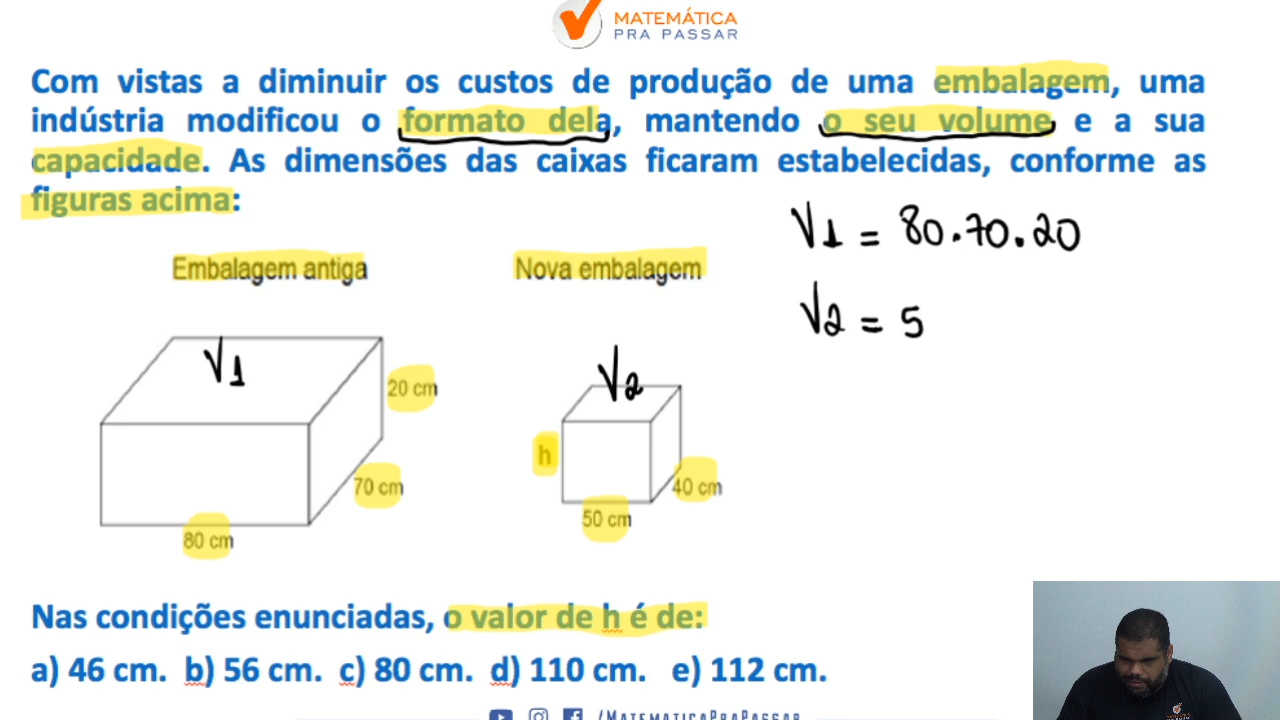 MATEMÁTICA
PRA PASSAR
Com vistas a diminuir os custos de produção de uma embalagem, uma
indústria modificou o formato dela, mantendo o seu volume e a sua
capacidade. As dimensões das caixas ficaram estabelecidas, conforme as
figuras acima:
V1 = 80.70.20
Embalagem antiga
Nova embalagem
V2 = 5
V1
V2
20 cm
h
70 cm
40 cm
50 cm
80 cm
Nas condições enunciadas, o valor de h é de:
a) 46 cm. b) 56 cm. c) 80 cm. d) 110 cm. e) 112 cm.
/MATEMATICAPRAPASSAR